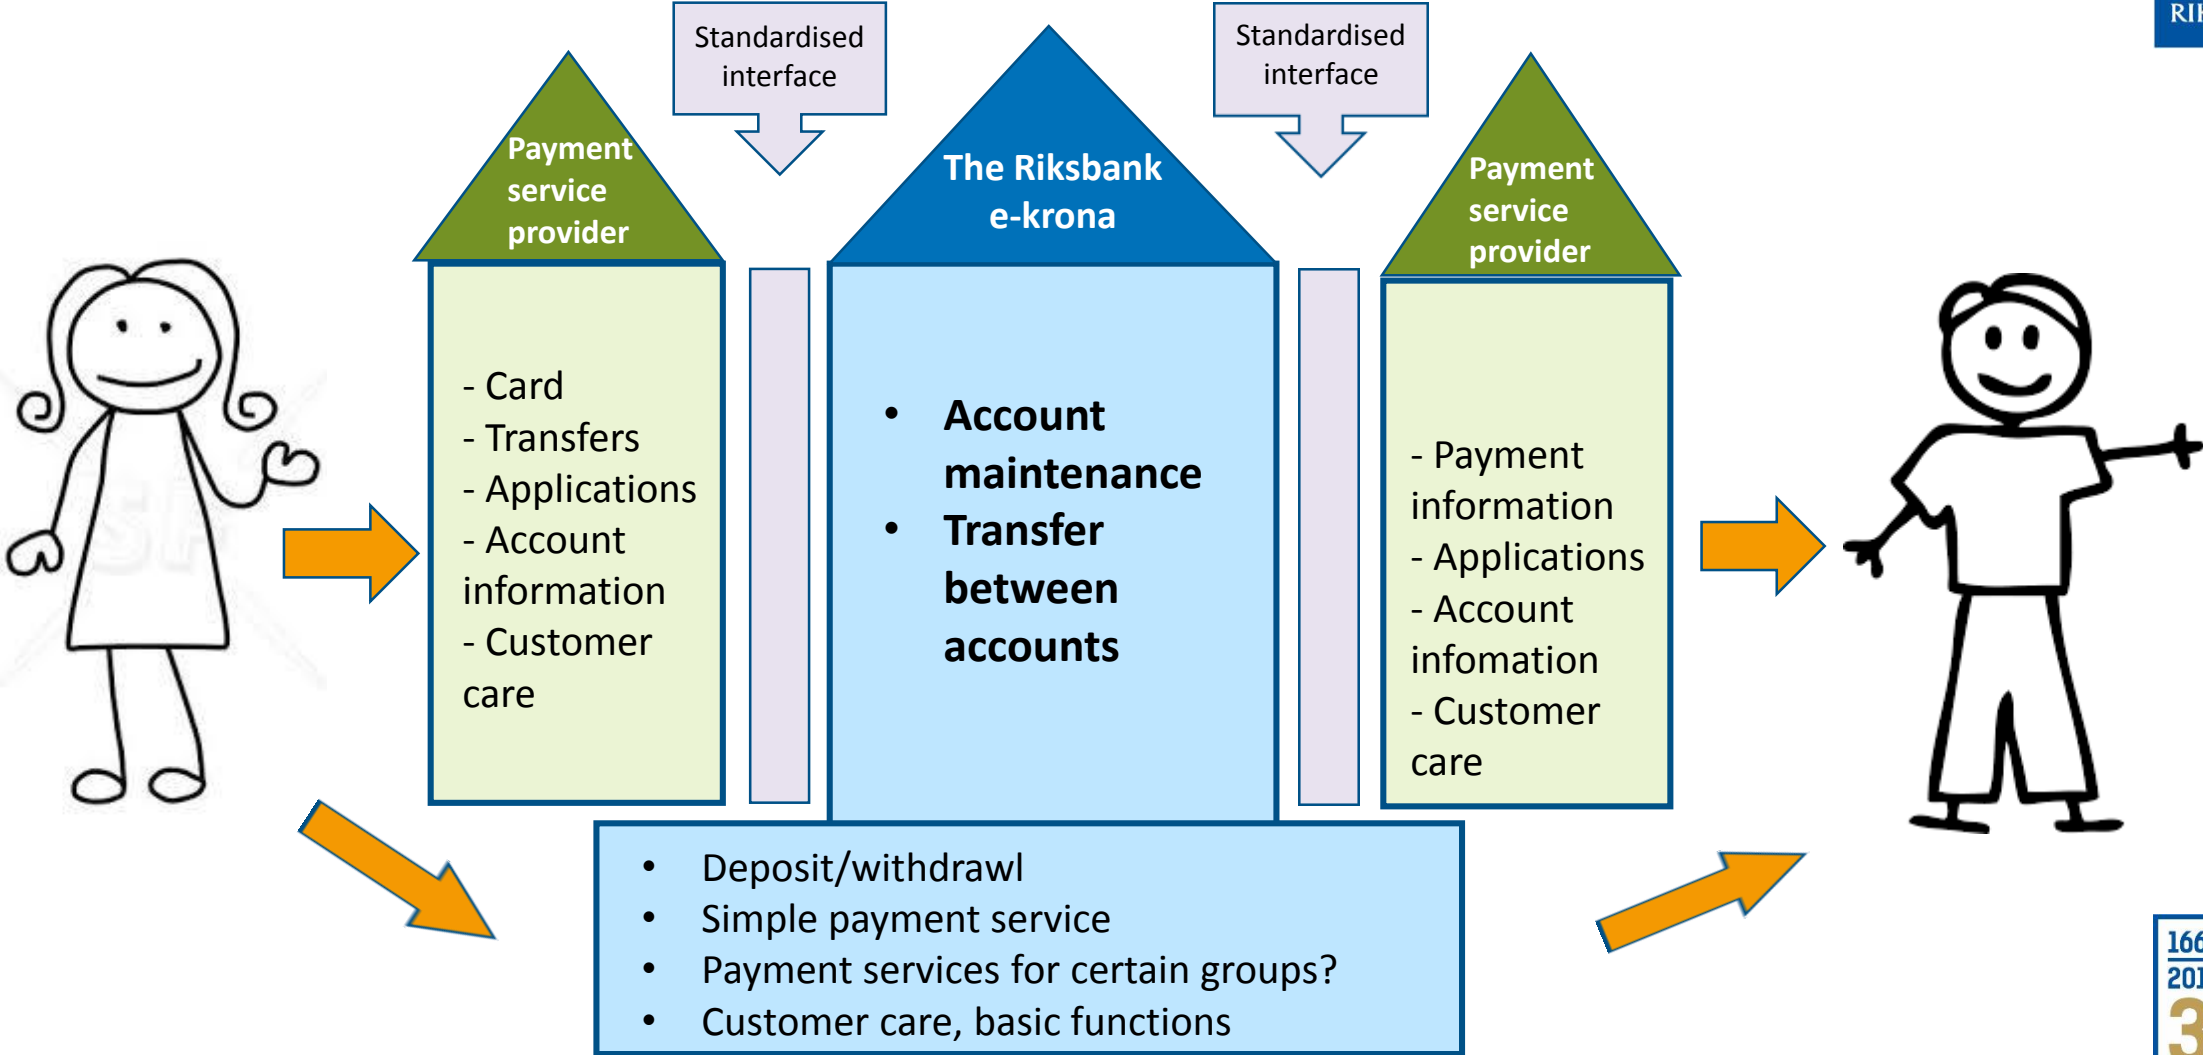 Standardised
interface
Standardised
interface
Payment
service
provider
The Riksbank
e-krona
Payment
service
provider
- Card
- Transfers
- Applications
- Account
information
- Customer
care
• Account
maintenance
• Transfer
between
accounts
- Payment
information
- Applications
- Account
infomation
- Customer
care
• Deposit/withdrawl
• Simple payment service
• Payment services for certain groups?
• Customer care, basic functions